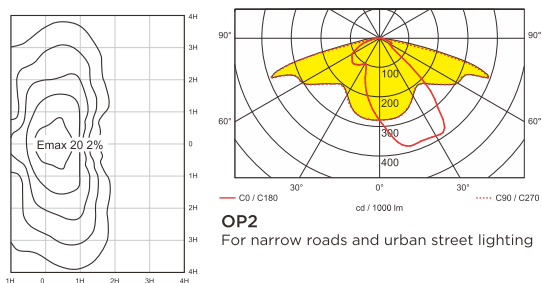 4H
3H
2H
1H
0
1H
2H
3H
4H
Emax 20 2%
1H 0 1H 2H 3H 4H
90° 90°
60° 60°
100
200
300
400
30° 0° 30°
C0 / C180 C90 / C270
cd / 1000 lm
OP2
For narrow roads and urban street lighting